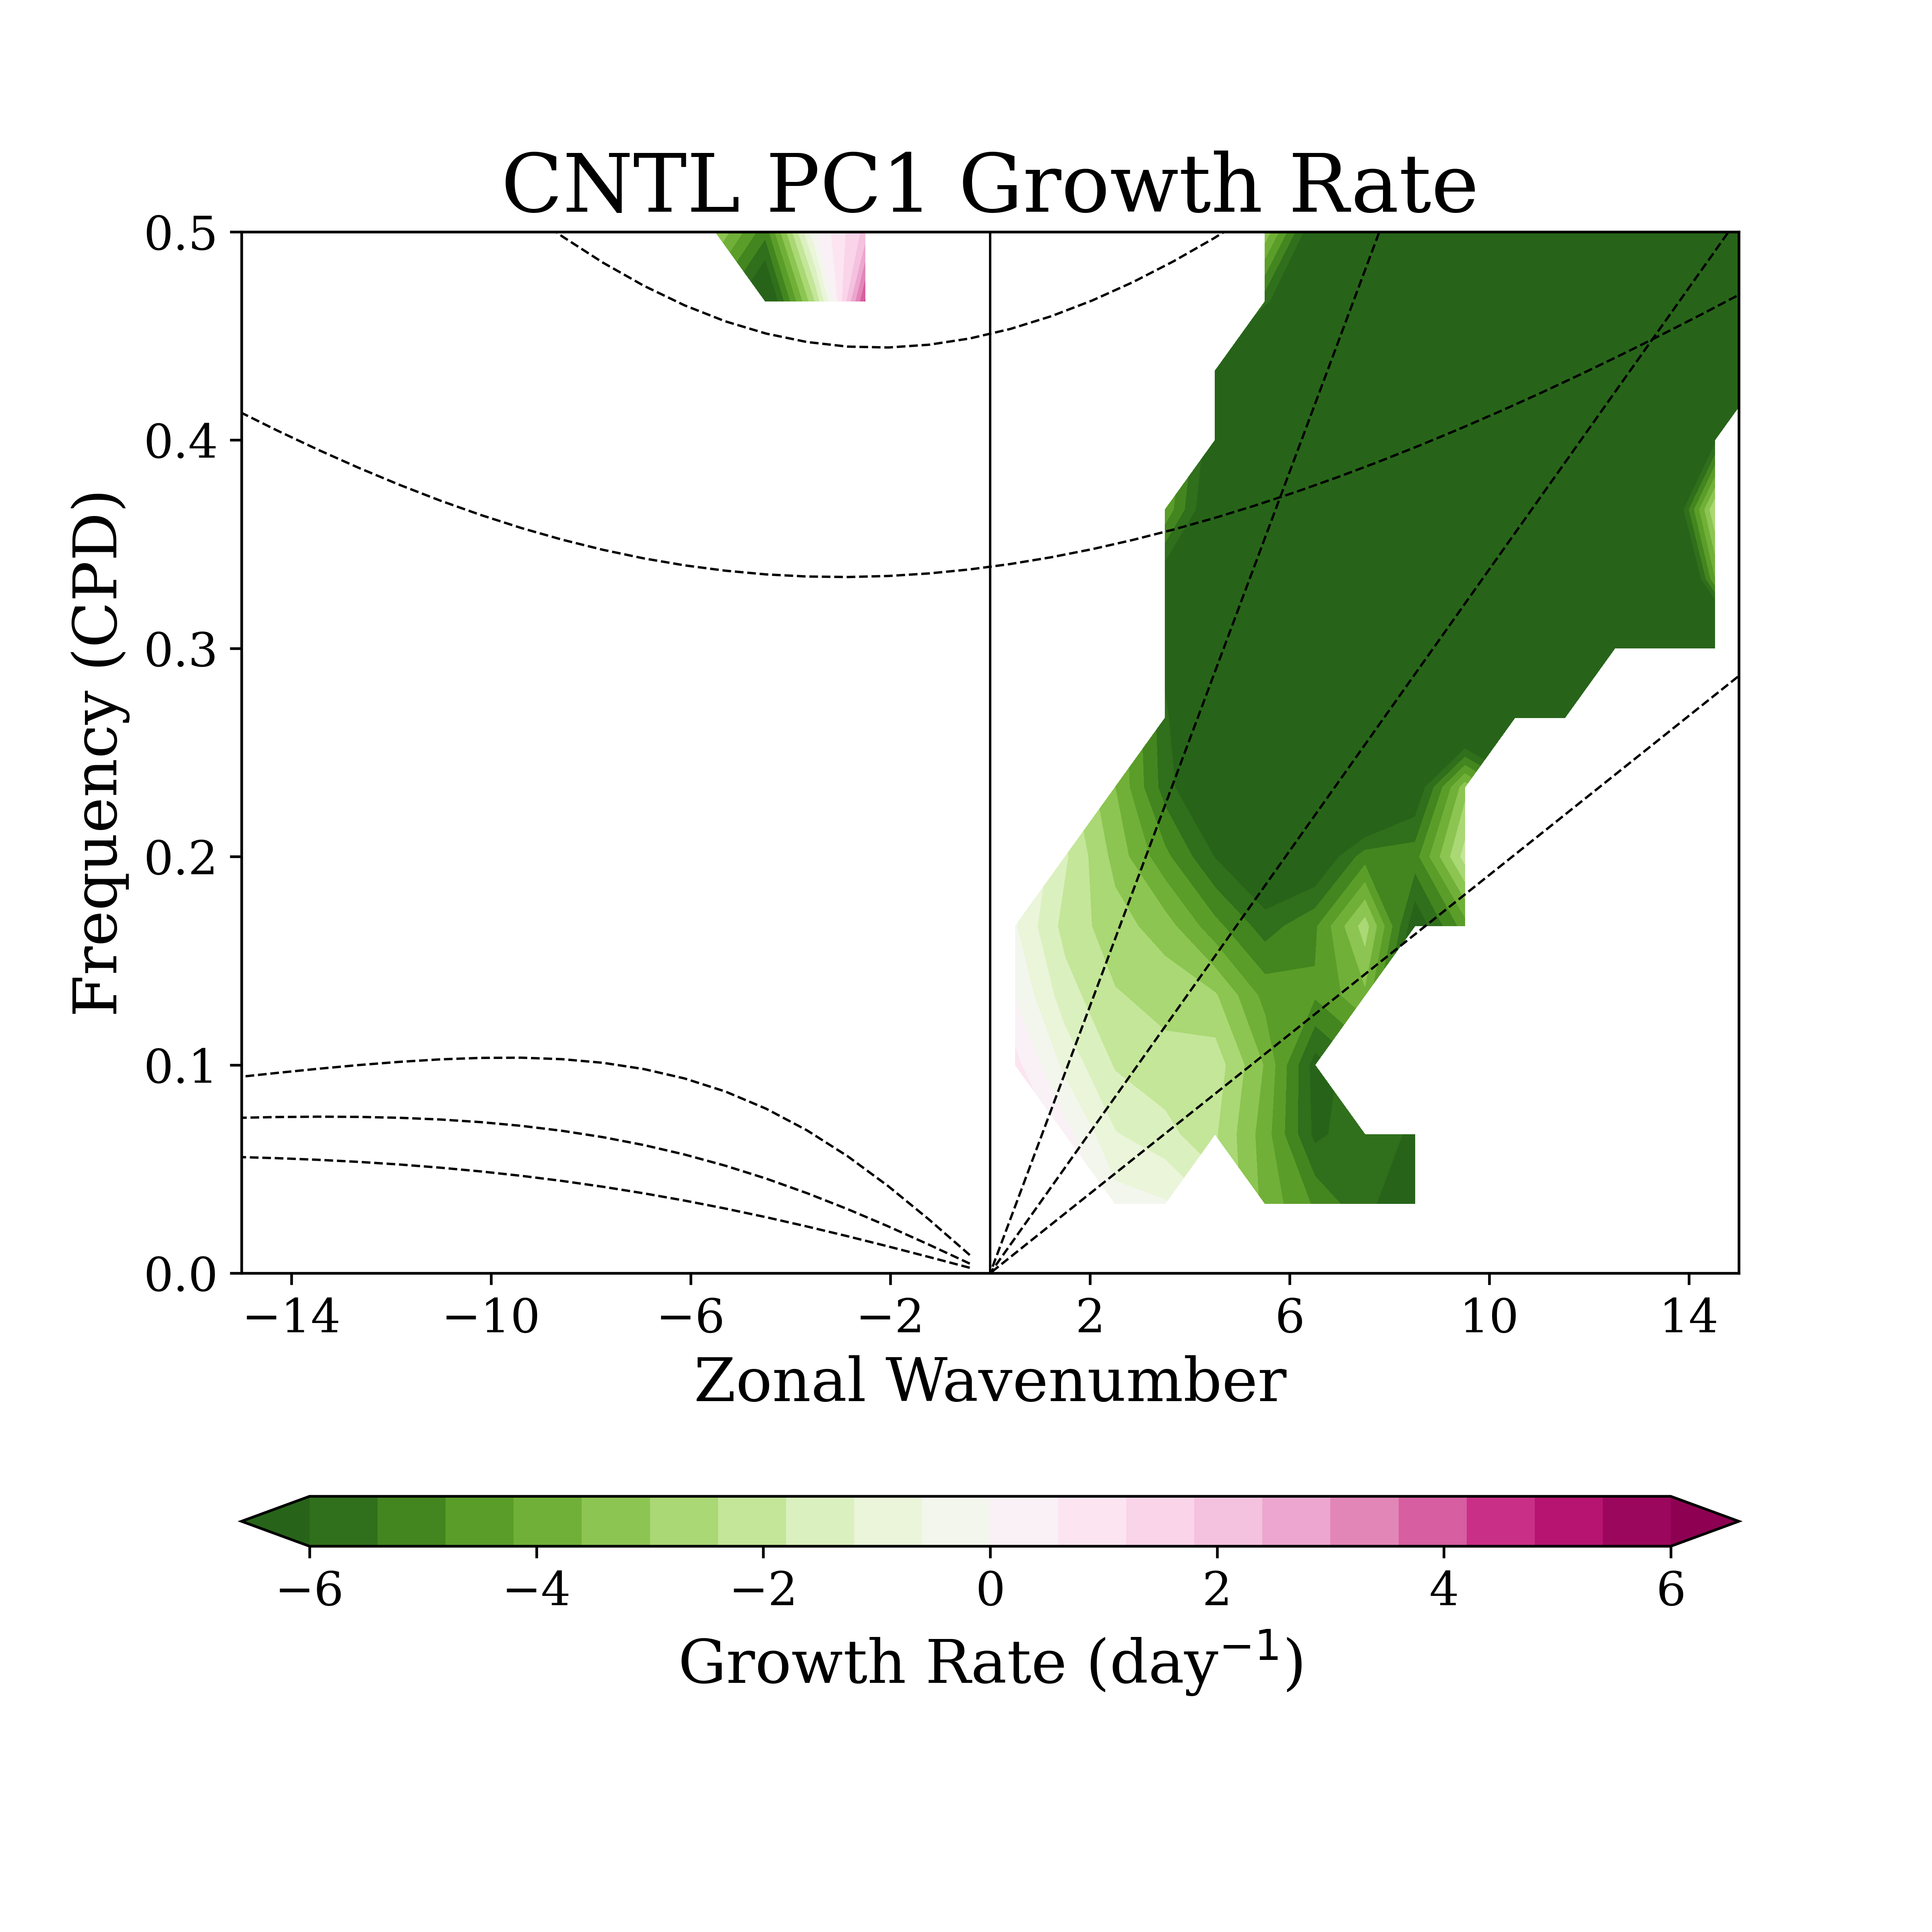 CNTL PC1 Growth Rate
0.5
0.4
0.3
0.2
0.1
0.0
Frequency (CPD)
−14 −10 −6 −2 2 6 10 14
Zonal Wavenumber
−6 −4 −2 0 2 4 6
Growth Rate (day⁻¹)